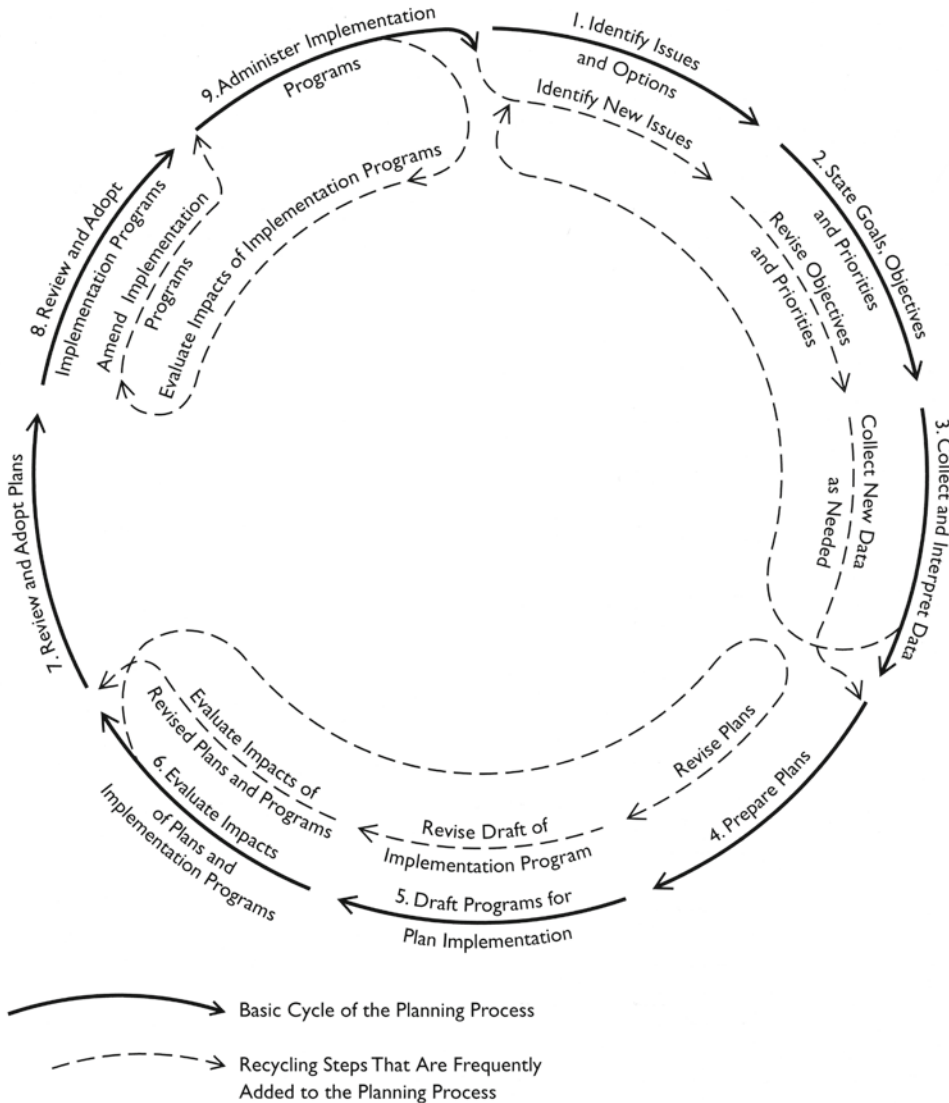 1. Identify Issues
and Options
Identify New Issues
2. State Goals, Objectives
and Priorities
Revise Objectives
and Priorities
3. Collect and Interpret Data
Collect New Data
as Needed
4. Prepare Plans
Revise Plans
5. Draft Programs for
Plan Implementation
Revise Draft of
Implementation Program
6. Evaluate Impacts
of Plans and
Implementation Programs
Evaluate Impacts of
Revised Plans and Programs
7. Review and Adopt Plans
8. Review and Adopt
Implementation Programs
Amend Implementation
Programs
9. Administer Implementation
Programs
Evaluate Impacts of Implementation Programs
Basic Cycle of the Planning Process
Recycling Steps That Are Frequently
Added to the Planning Process